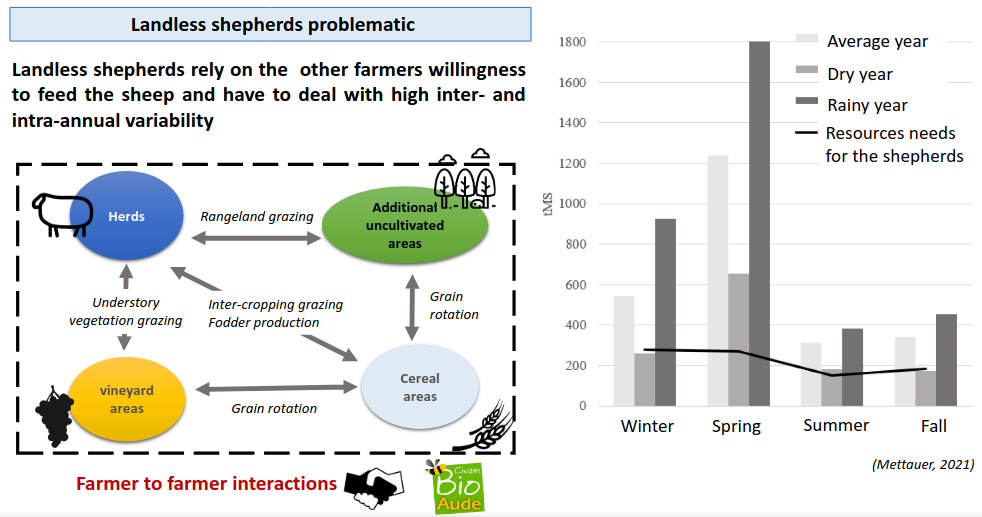 Landless shepherds problematic
Landless shepherds rely on the other farmers willingness
to feed the sheep and have to deal with high inter- and
intra-annual variability
Herds
Rangeland grazing
Additional
uncultivated
areas
Understory
vegetation grazing
Inter-cropping grazing
Fodder production
Grain
rotation
vineyard
areas
Grain rotation
Cereal
areas
Farmer to farmer interactions
Civam
Bio
Aude
1800
1600
1400
1200
1000
800
600
400
200
0
tMS
Average year
Dry year
Rainy year
Resources needs
for the shepherds
Winter
Spring
Summer
Fall
(Mettauer, 2021)